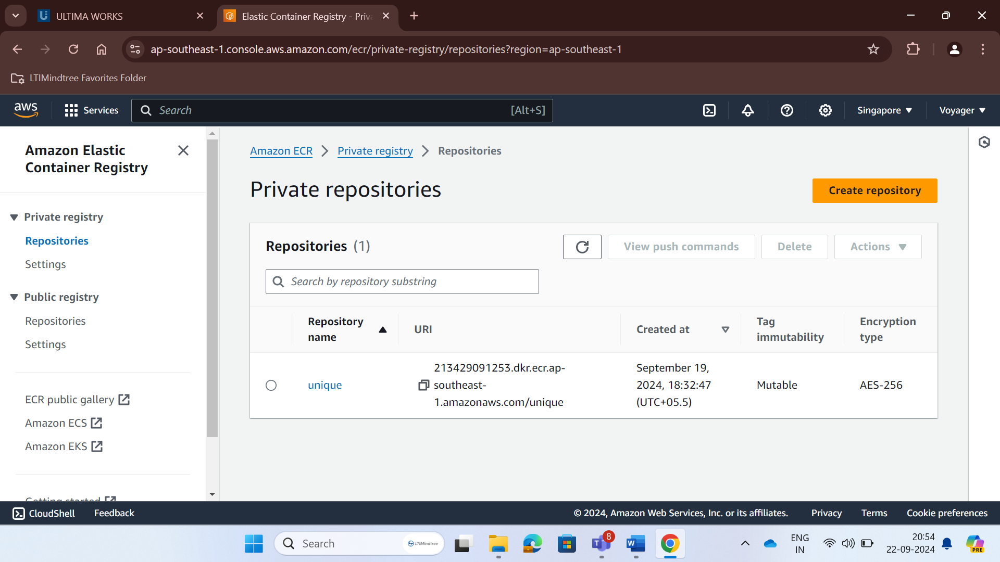 ULTIMA WORKS
Elastic Container Registry - Priva
ap-southeast-1.console.aws.amazon.com/ecr/private-registry/repositories?region=ap-southeast-1
LTIMindtree Favorites Folder
aws
Services
Search
[Alt+S]
Singapore
Voyager
Amazon Elastic
Container Registry
Private registry
Repositories
Settings
Public registry
Repositories
Settings
ECR public gallery
Amazon ECS
Amazon EKS
Getting started
Amazon ECR
Private registry
Repositories
Private repositories
Create repository
Repositories (1)
View push commands
Delete
Actions
Search by repository substring
Repository
name
URI
Created at
Tag
immutability
Encryption
type
unique
213429091253.dkr.ecr.ap-
southeast-
1.amazonaws.com/unique
September 19,
2024, 18:32:47
(UTC+05.5)
Mutable
AES-256
CloudShell
Feedback
© 2024, Amazon Web Services, Inc. or its affiliates.
Privacy
Terms
Cookie preferences
Search
LTIMindtree
8
ENG
IN
20:54
22-09-2024
PRE